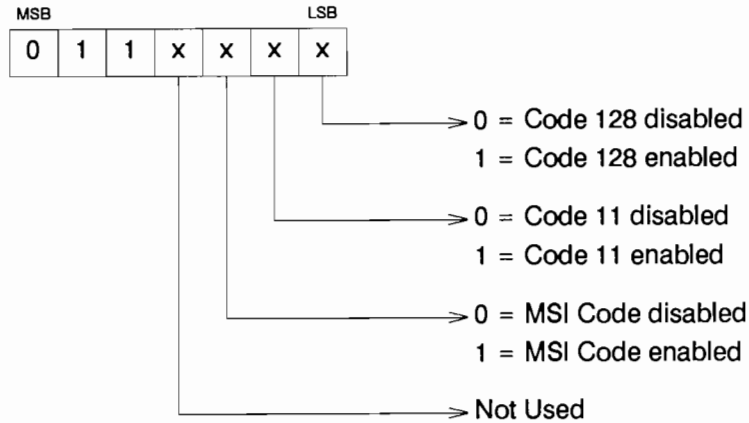 MSB LSB
0 1 1 x x x x
0 = Code 128 disabled
1 = Code 128 enabled
0 = Code 11 disabled
1 = Code 11 enabled
0 = MSI Code disabled
1 = MSI Code enabled
Not Used